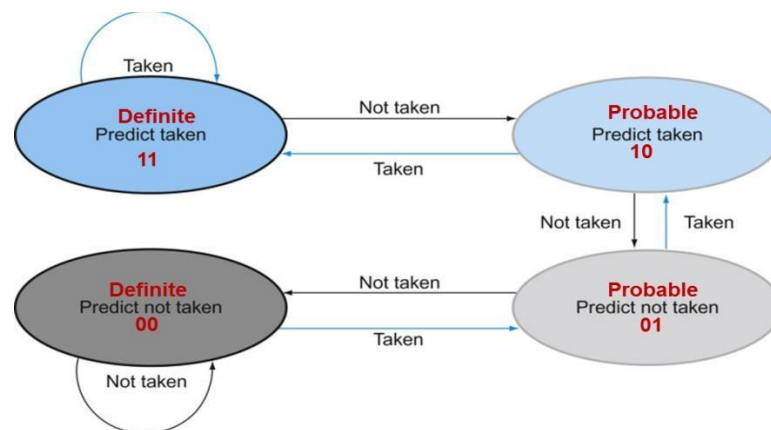 Taken
Definite
Predict taken
11
Not taken
Taken
Probable
Predict taken
10
Not taken
Taken
Definite
Predict not taken
00
Not taken
Taken
Probable
Predict not taken
01
Not taken